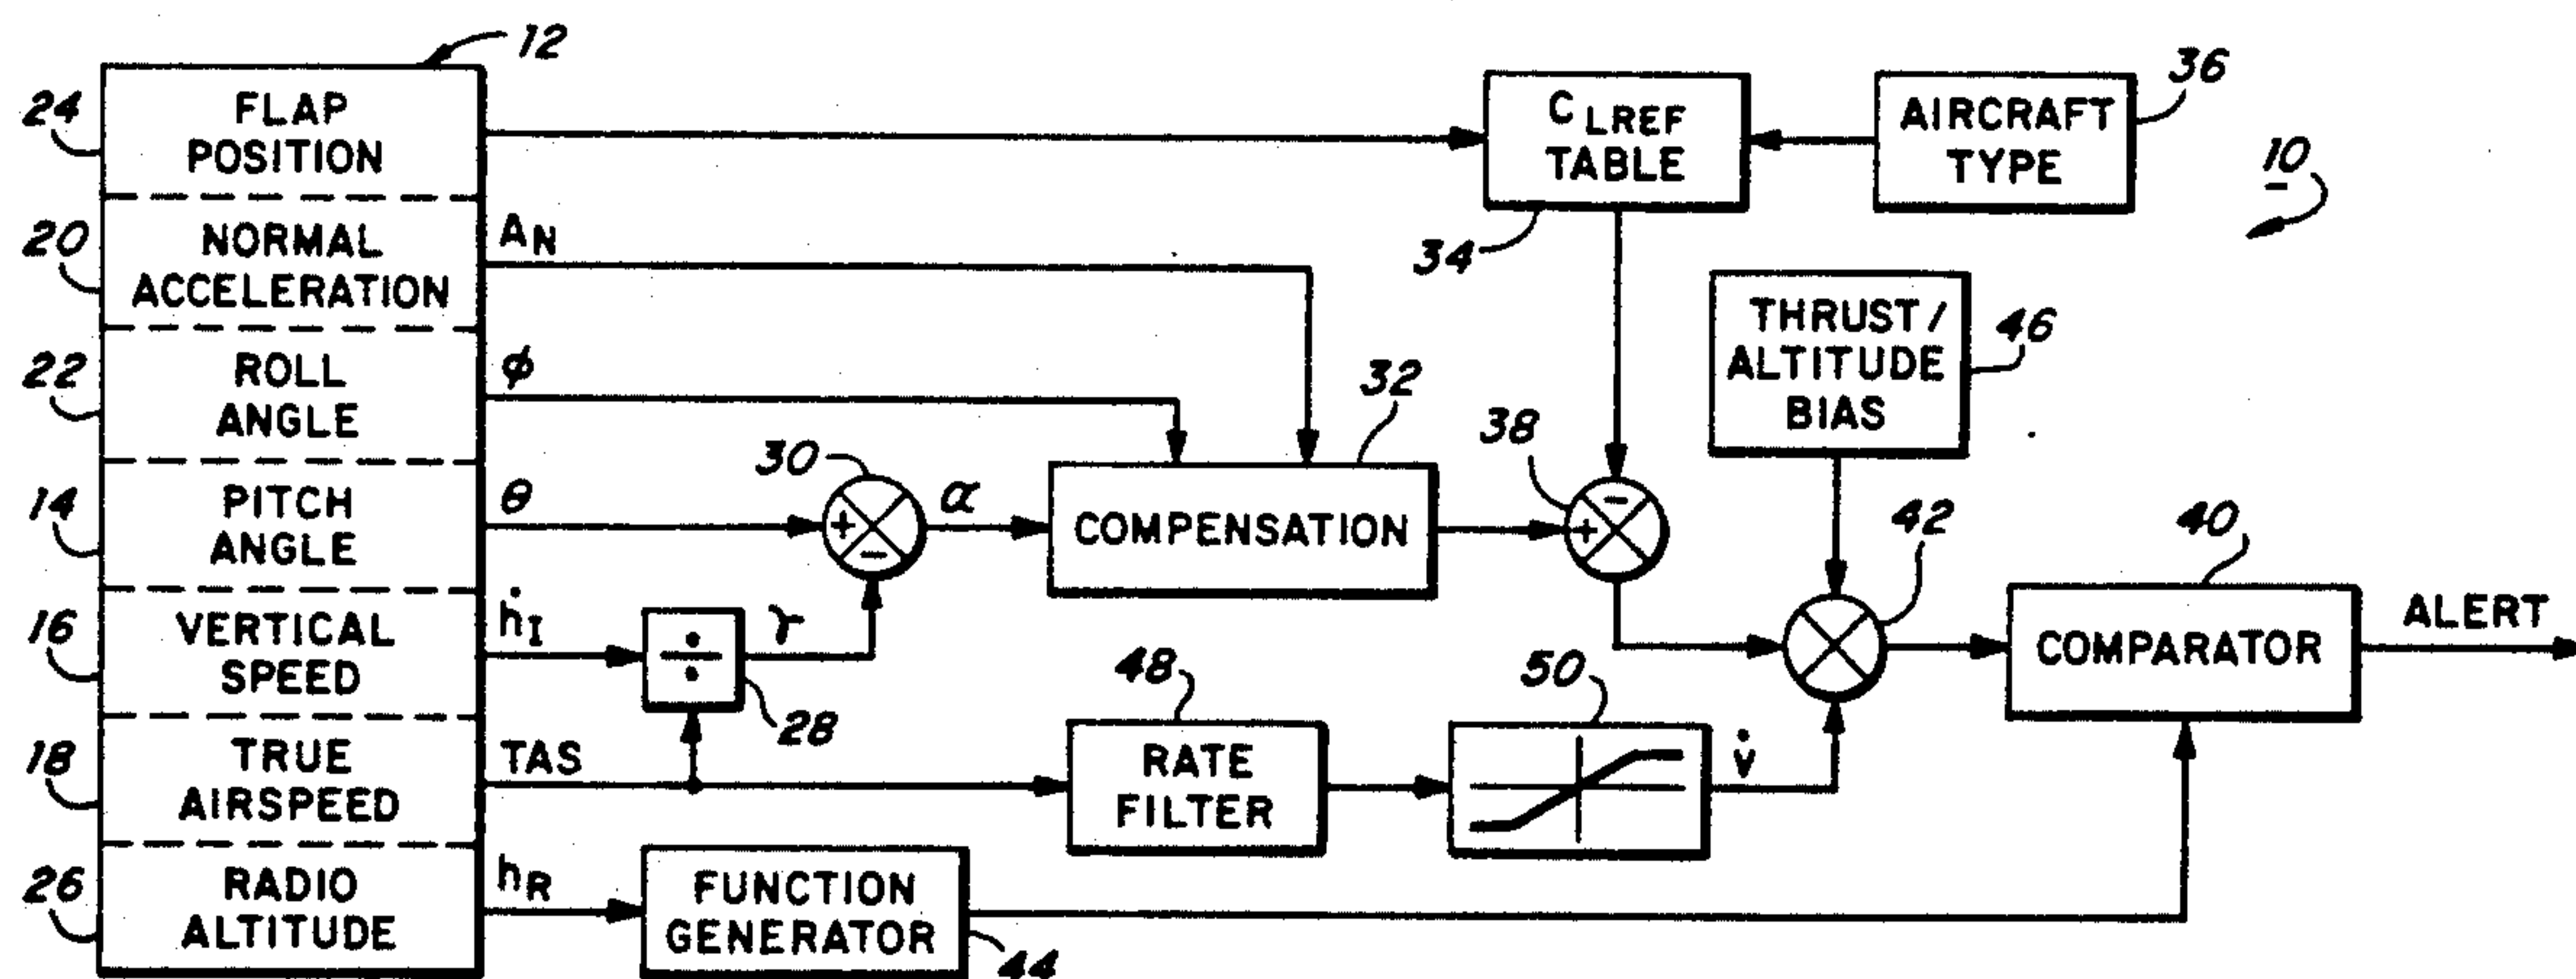 12
24
FLAP
POSITION
C LREF
TABLE
34
AIRCRAFT
TYPE
36
10
20
NORMAL
ACCELERATION
AN
22
ROLL
ANGLE
ϕ
THRUST/
ALTITUDE
BIAS
46
14
PITCH
ANGLE
θ
30
+
−
α
COMPENSATION
32
38
−
+
42
40
COMPARATOR
ALERT
16
VERTICAL
SPEED
ḣI
÷
28
γ
18
TRUE
AIRSPEED
TAS
RATE
FILTER
48
50
v̇
26
RADIO
ALTITUDE
hR
FUNCTION
GENERATOR
44